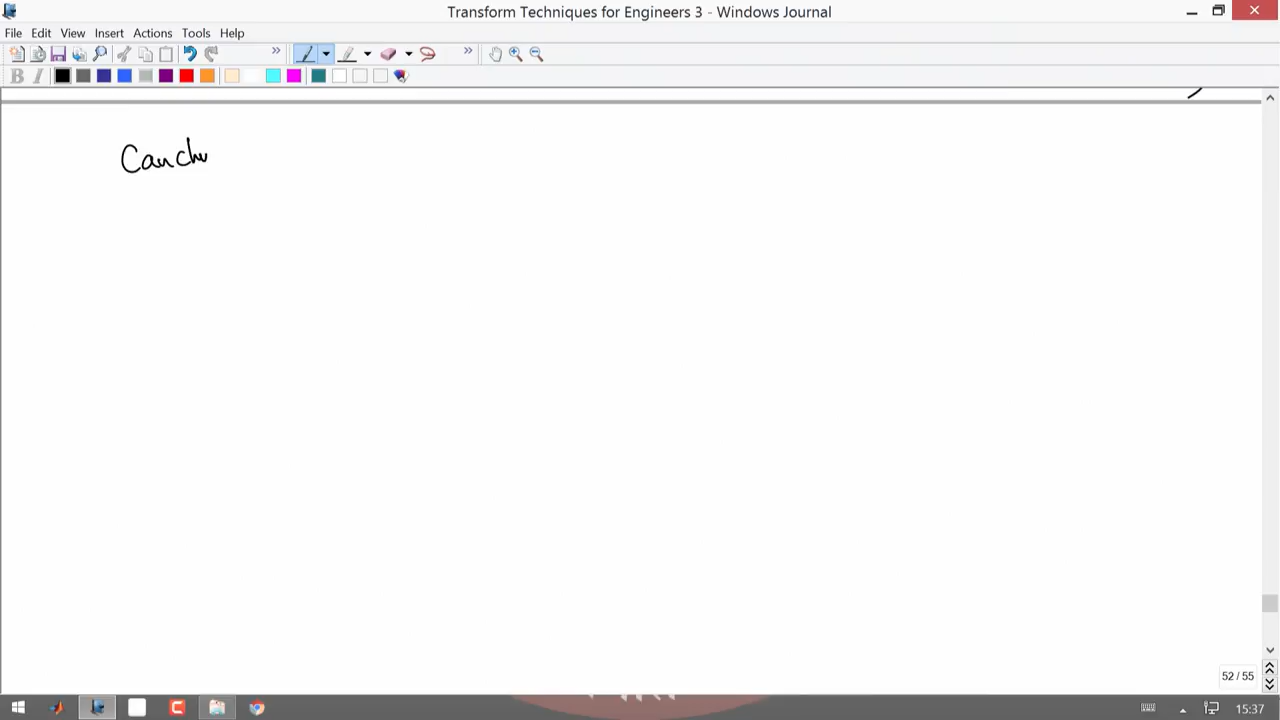 Transform Techniques for Engineers 3 - Windows Journal
File Edit View Insert Actions Tools Help
B I
Cauchy
52 / 55
15:37